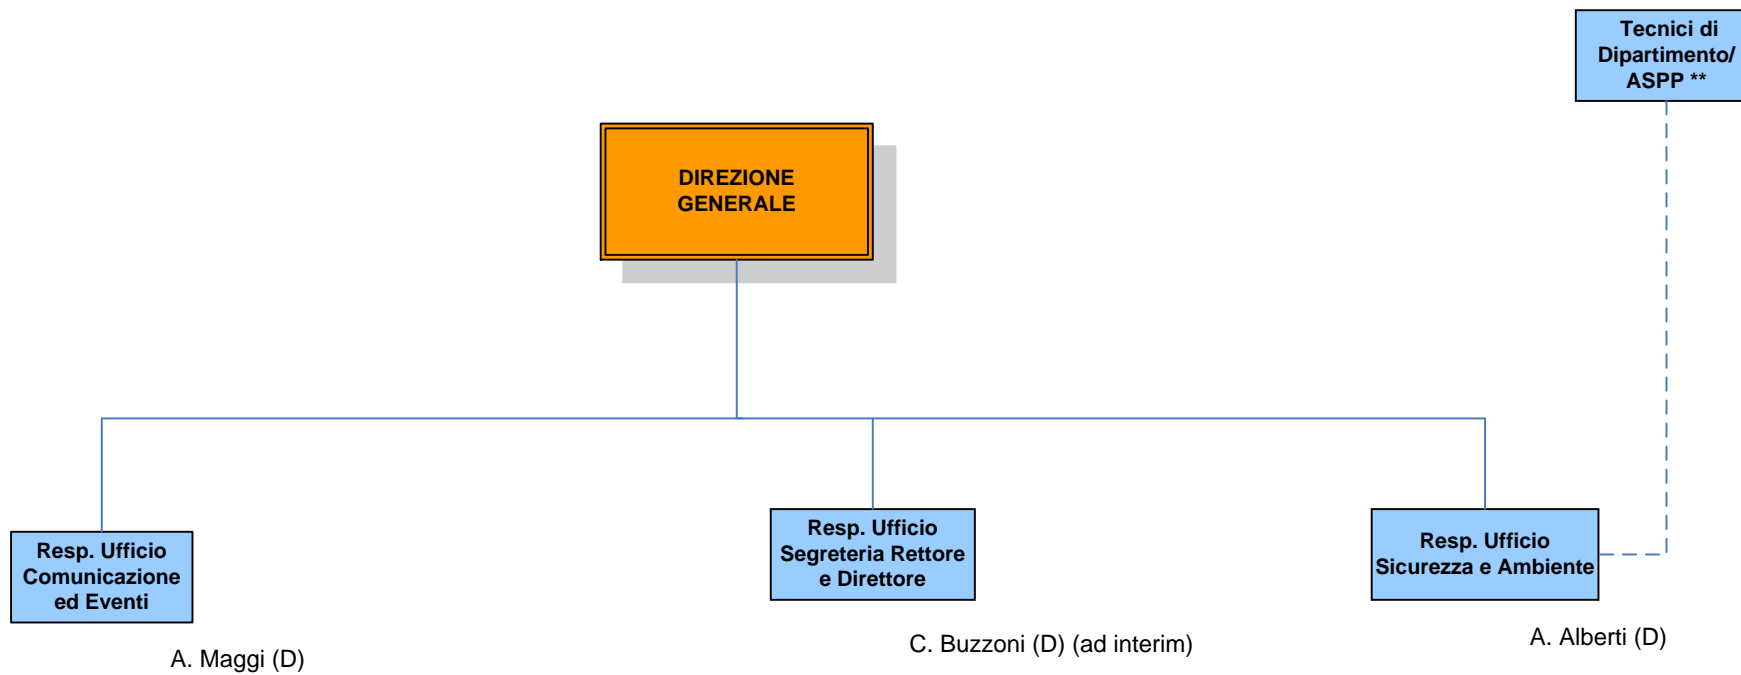 Tecnici di
Dipartimento/
ASPP **
DIREZIONE
GENERALE
Resp. Ufficio
Comunicazione
ed Eventi
Resp. Ufficio
Segreteria Rettore
e Direttore
Resp. Ufficio
Sicurezza e Ambiente
A. Maggi (D)
C. Buzzoni (D) (ad interim)
A. Alberti (D)